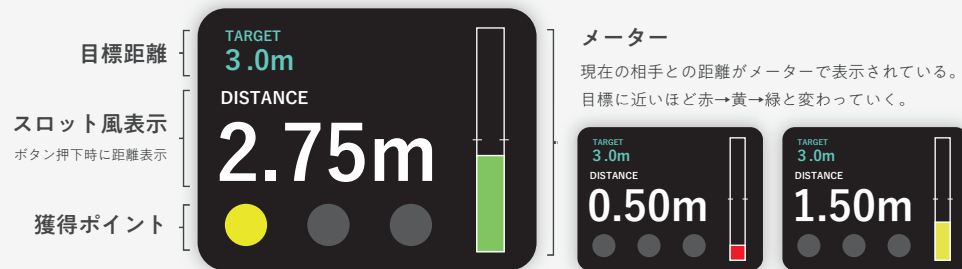 目標距離
スロット風表示
ボタン押下時に距離表示
獲得ポイント
TARGET
3.0m
DISTANCE
2.75m
メーター
現在の相手との距離がメーターで表示されている。
目標に近いほど赤→黄→緑と変わっていく。
TARGET
3.0m
DISTANCE
0.50m
TARGET
3.0m
DISTANCE
1.50m